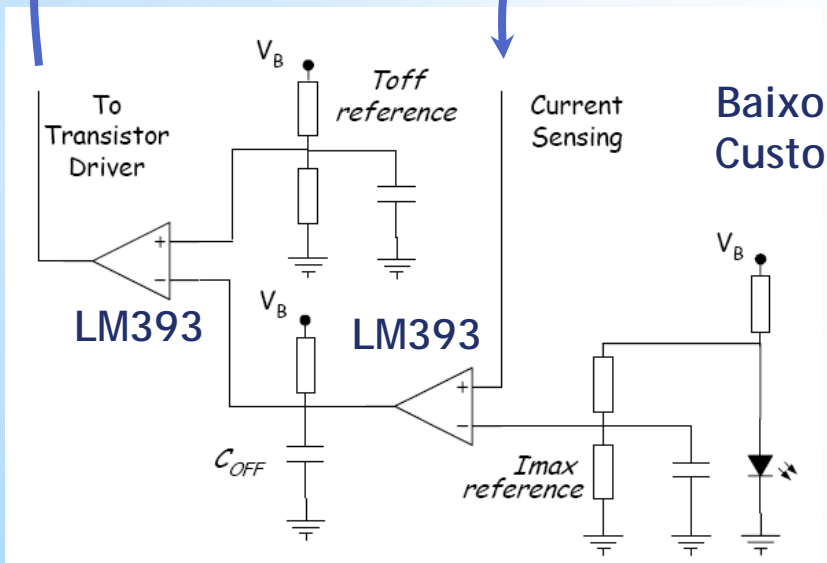 V_B
To
Transistor
Driver
Toff
reference
Current
Sensing
Baixo
Custo
+
−
LM393
V_B
LM393
+
−
C_OFF
V_B
Imax
reference